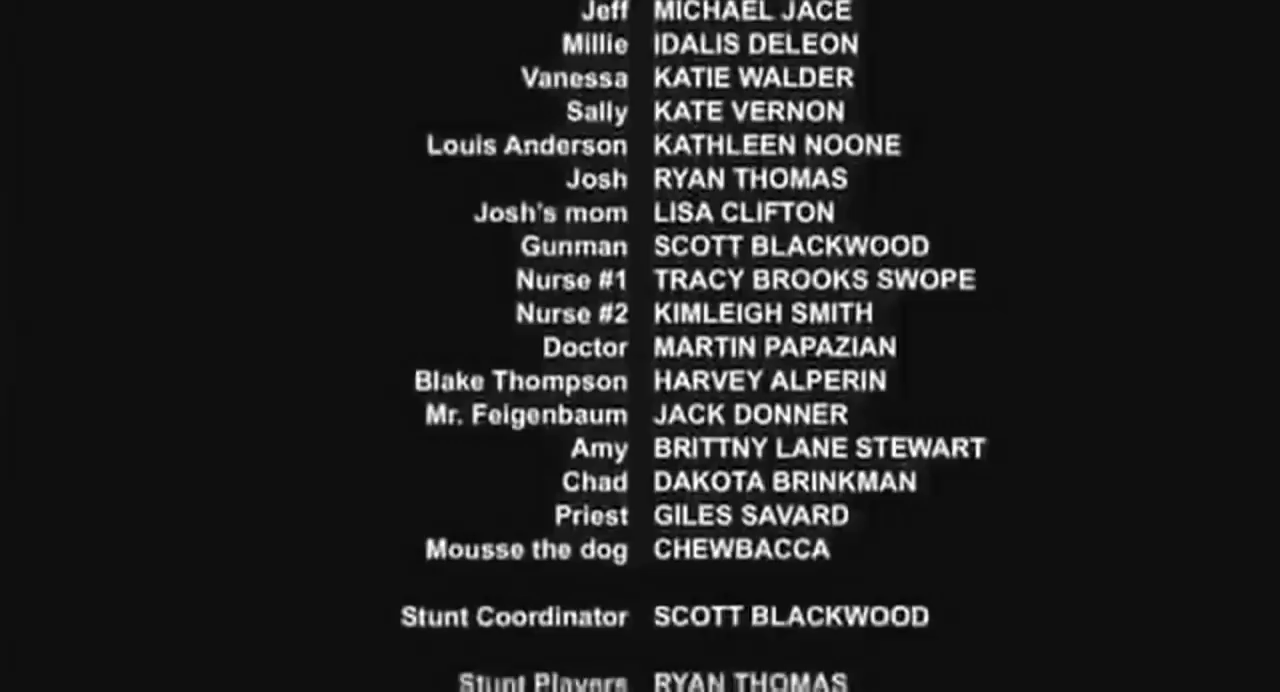 Jeff MICHAEL JACE
Millie IDALIS DELEON
Vanessa KATIE WALDER
Sally KATE VERNON
Louis Anderson KATHLEEN NOONE
Josh RYAN THOMAS
Josh's mom LISA CLIFTON
Gunman SCOTT BLACKWOOD
Nurse #1 TRACY BROOKS SWOPE
Nurse #2 KIMLEIGH SMITH
Doctor MARTIN PAPAZIAN
Blake Thompson HARVEY ALPERIN
Mr. Feigenbaum JACK DONNER
Amy BRITTNY LANE STEWART
Chad DAKOTA BRINKMAN
Priest GILES SAVARD
Mousse the dog CHEWBACCA
Stunt Coordinator SCOTT BLACKWOOD
Stunt Players RYAN THOMAS